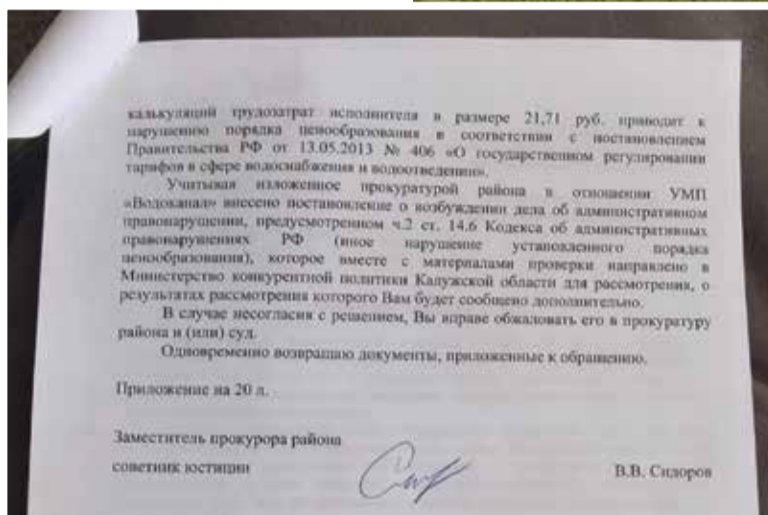 калькуляций трудозатрат исполнителя в размере 21,71 руб. приводит к
нарушению порядка ценообразования в соответствии с постановлением
Правительства РФ от 13.05.2013 № 406 «О государственном регулировании
тарифов в сфере водоснабжения и водоотведения».
Учитывая изложенное прокуратурой района в отношении УМП
«Водоканал» внесено постановление о возбуждении дела об административном
правонарушении, предусмотренном ч.2 ст. 14.6 Кодекса об административных
правонарушениях РФ (иное нарушение установленного порядка
ценообразования), которое вместе с материалами проверки направлено в
Министерство конкурентной политики Калужской области для рассмотрения, о
результатах рассмотрения которого Вам будет сообщено дополнительно.
В случае несогласия с решением, Вы вправе обжаловать его в прокуратуру
района и (или) суд.
Одновременно возвращаю документы, приложенные к обращению.
Приложение на 20 л.
Заместитель прокурора района
советник юстиции
В.В. Сидоров